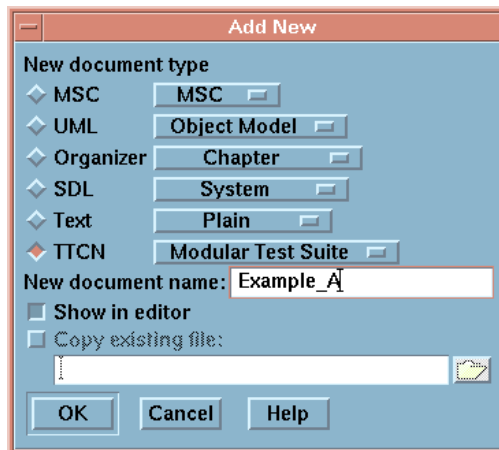 Add New
New document type
MSC MSC
UML Object Model
Organizer Chapter
SDL System
Text Plain
TTCN Modular Test Suite
New document name: Example_A
Show in editor
Copy existing file:
OK Cancel Help